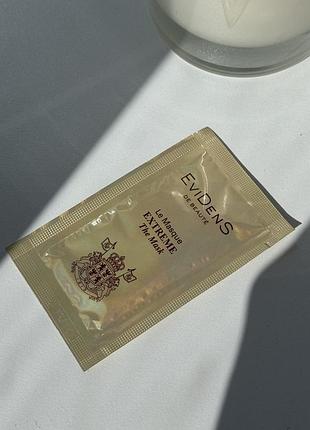 EviDenS
DE BEAUTÉ
Le Masque
EXTREME
The Mask